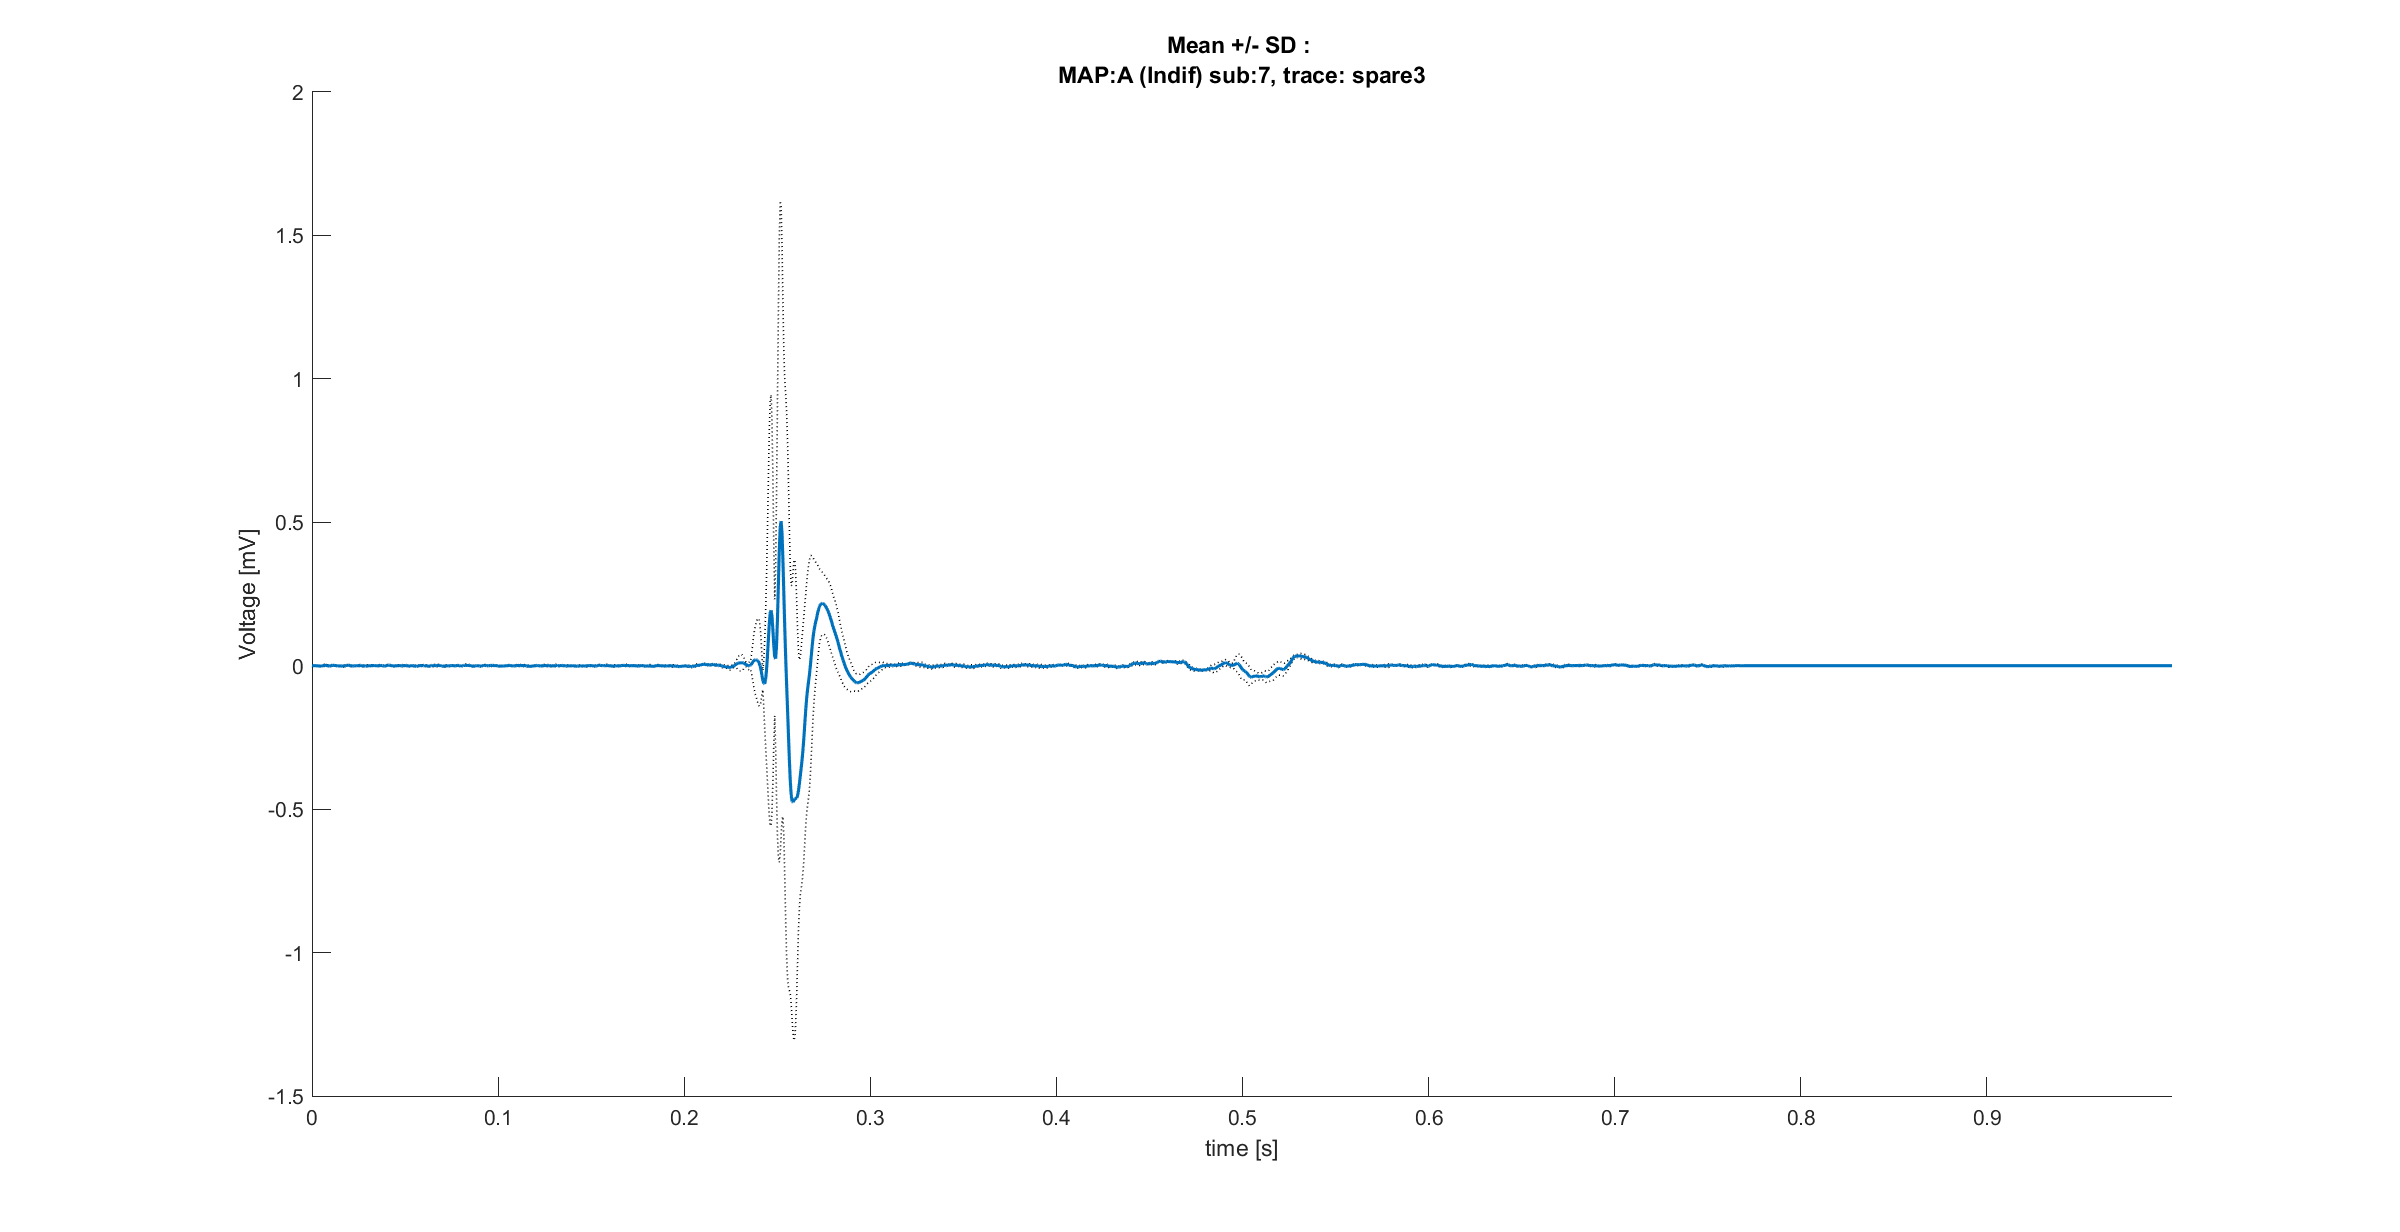 Mean +/- SD :
MAP:A (Indif) sub:7, trace: spare3
2
1.5
1
0.5
0
-0.5
-1
-1.5
Voltage [mV]
0 0.1 0.2 0.3 0.4 0.5 0.6 0.7 0.8 0.9
time [s]